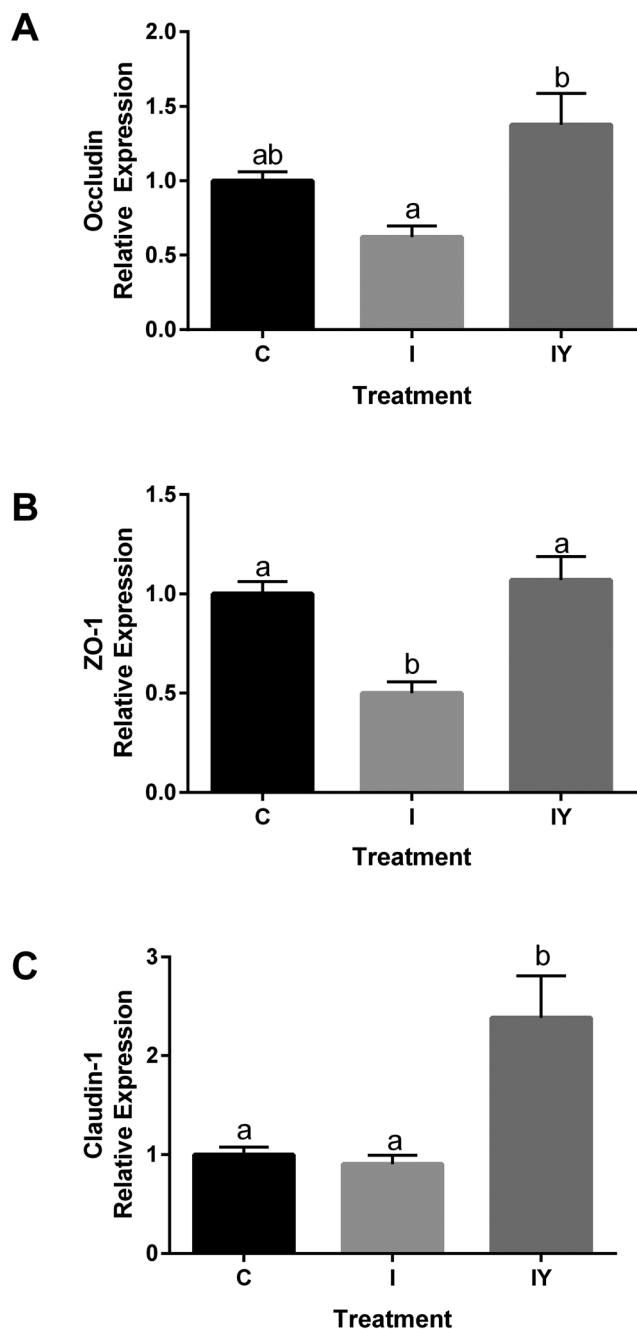 A
Occludin
Relative Expression
2.0
1.5
1.0
0.5
0.0
ab
a
b
C I IY
Treatment
B
ZO-1
Relative Expression
1.5
1.0
0.5
0.0
a
b
a
C I IY
Treatment
C
Claudin-1
Relative Expression
3
2
1
0
a
a
b
C I IY
Treatment